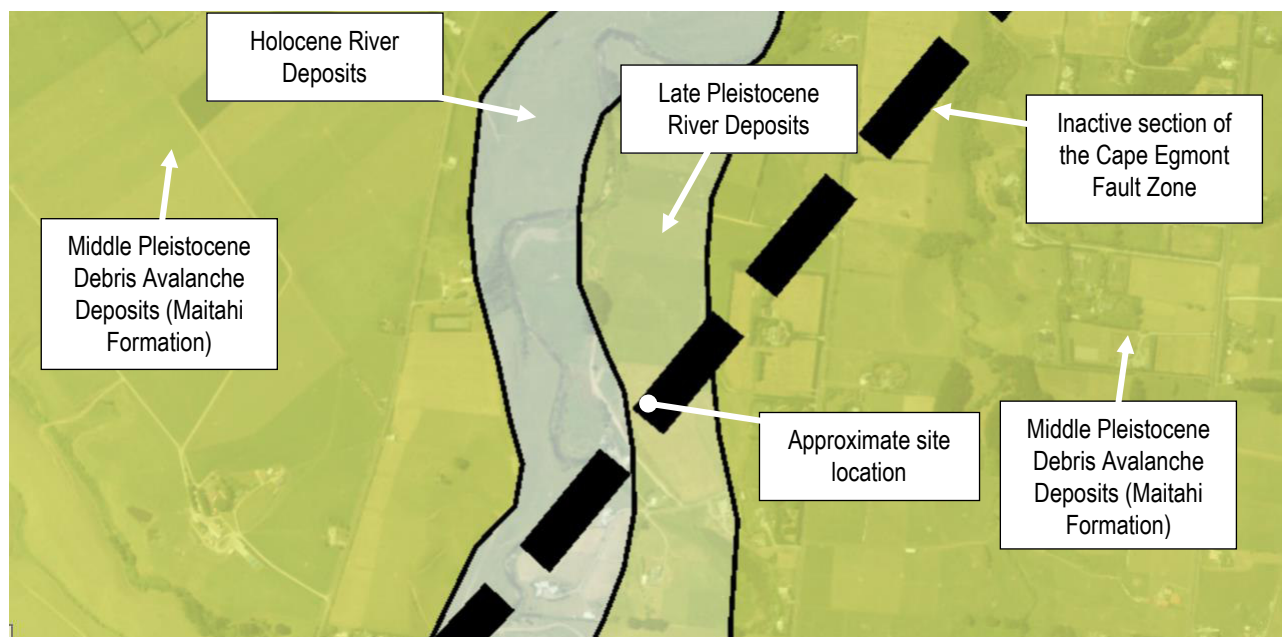 Holocene River
Deposits
Late Pleistocene
River Deposits
Inactive section of
the Cape Egmont
Fault Zone
Middle Pleistocene
Debris Avalanche
Deposits (Maitahi
Formation)
Approximate site
location
Middle Pleistocene
Debris Avalanche
Deposits (Maitahi
Formation)